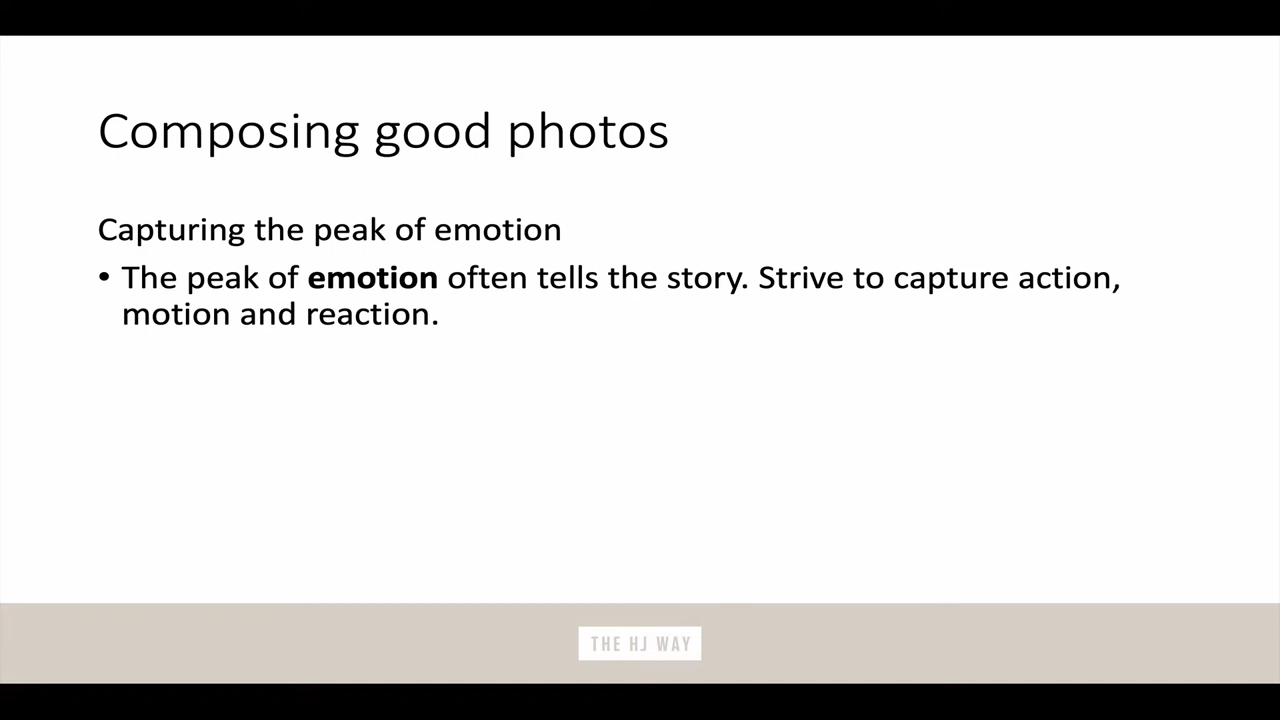 Composing good photos
Capturing the peak of emotion
• The peak of emotion often tells the story. Strive to capture action,
motion and reaction.
THE HJ WAY